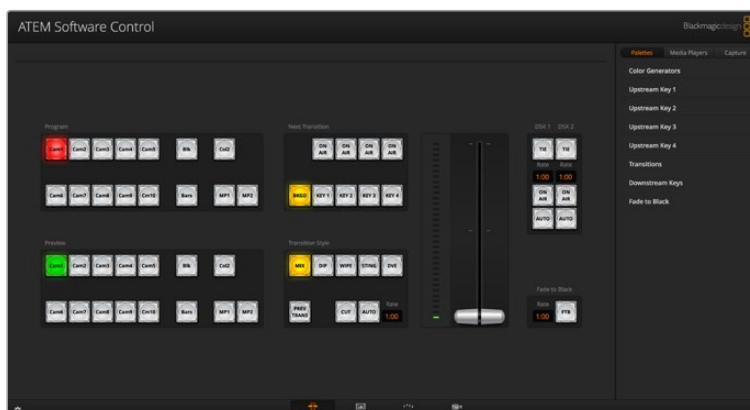 ATEM Software Control
Blackmagicdesign
Palettes Media Players Capture
Color Generators
Upstream Key 1
Upstream Key 2
Upstream Key 3
Upstream Key 4
Transitions
Downstream Keys
Fade to Black
Program
Cam1 Cam2 Cam3 Cam4 Cam5 Blk Col2
Cam6 Cam7 Cam8 Cam9 Cm10 Bars MP1 MP2
Next Transition
ON AIR ON AIR ON AIR ON AIR
BKGD KEY 1 KEY 2 KEY 3 KEY 4
DSK 1 DSK 2
TIE TIE
Rate Rate
1:00 1:00
ON AIR ON AIR
AUTO AUTO
Preview
Cam1 Cam2 Cam3 Cam4 Cam5 Blk Col2
Cam6 Cam7 Cam8 Cam9 Cm10 Bars MP1 MP2
Transition Style
MIX DIP WIPE STING DVE
PREV TRANS CUT AUTO Rate 1:00
Fade to Black
Rate
1:00 FTB